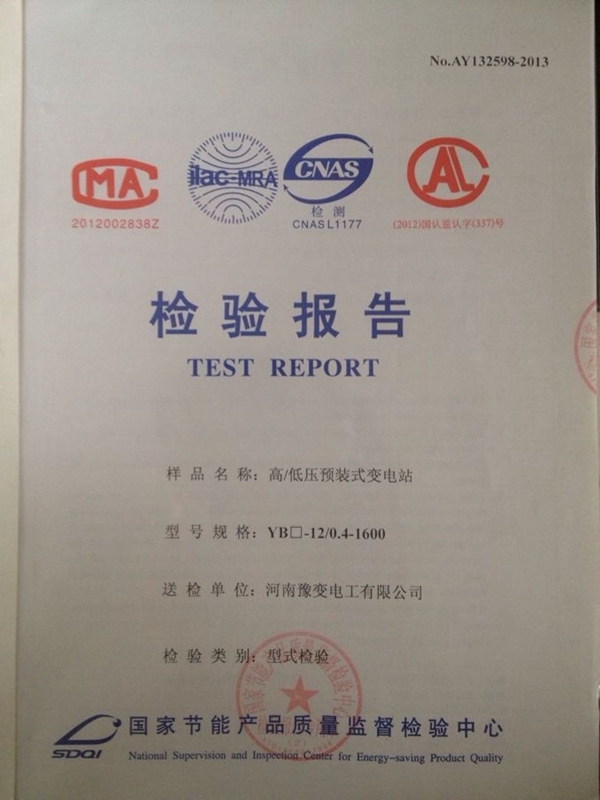 No.AY132598-2013
CMA
ilac-MRA
CNAS
CAL
2012002838Z
检 测
CNAS L1177
(2012)国认监认字(337)号
检验报告
TEST REPORT
样 品 名 称：高/低压预装式变电站
型 号 规 格：YB□-12/0.4-1600
送 检 单 位：河南豫变电工有限公司
检 验 类 别：型式检验
SDQI
国家节能产品质量监督检验中心
National Supervision and Inspection Center for Energy-saving Product Quality